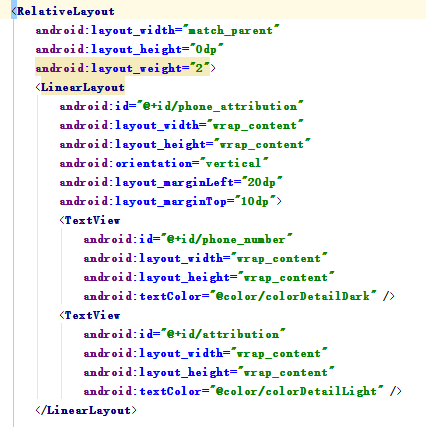 <RelativeLayout
    android:layout_width="match_parent"
    android:layout_height="0dp"
    android:layout_weight="2">
    <LinearLayout
        android:id="@+id/phone_attribution"
        android:layout_width="wrap_content"
        android:layout_height="wrap_content"
        android:orientation="vertical"
        android:layout_marginLeft="20dp"
        android:layout_marginTop="10dp">
        <TextView
            android:id="@+id/phone_number"
            android:layout_width="wrap_content"
            android:layout_height="wrap_content"
            android:textColor="@color/colorDetailDark" />
        <TextView
            android:id="@+id/attribution"
            android:layout_width="wrap_content"
            android:layout_height="wrap_content"
            android:textColor="@color/colorDetailLight" />
    </LinearLayout>